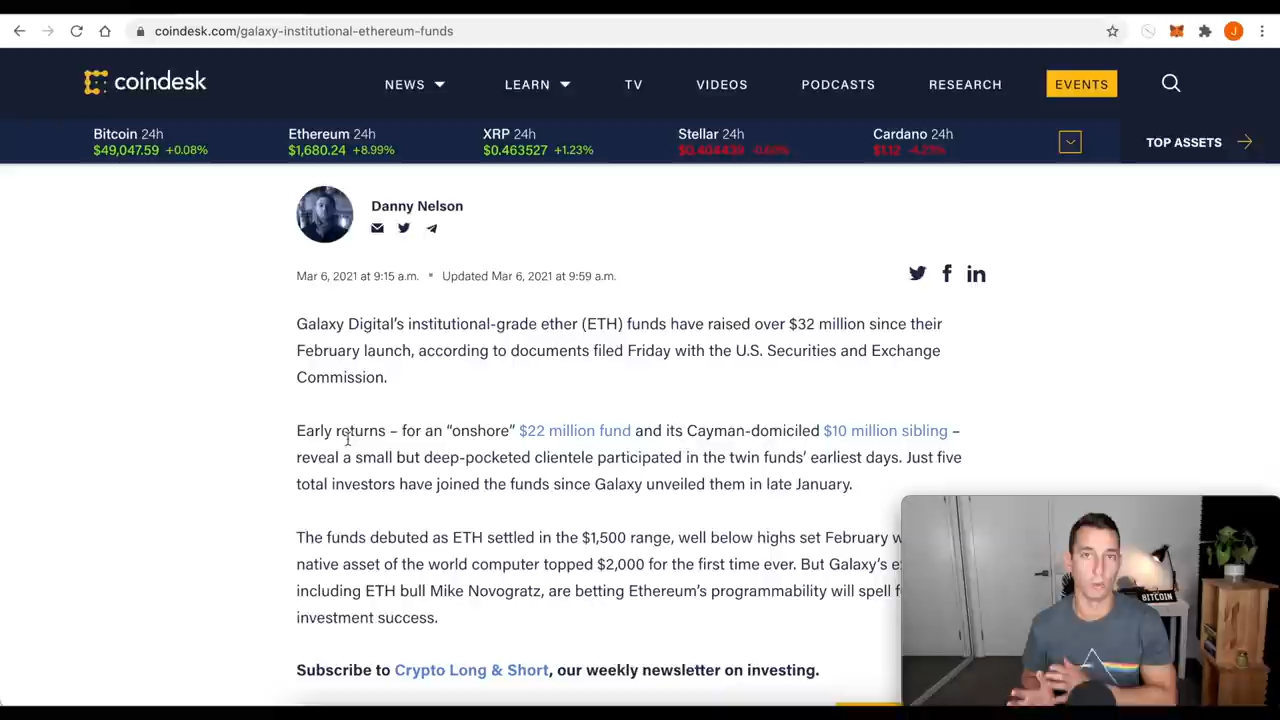 coindesk.com/galaxy-institutional-ethereum-funds
J
coindesk
NEWS LEARN TV VIDEOS PODCASTS RESEARCH EVENTS
Bitcoin 24h Ethereum 24h XRP 24h Stellar 24h Cardano 24h
$49,047.59 +0.08% $1,680.24 +8.99% $0.463527 +1.23% $0.404439 -0.60% $1.12 -4.29%
TOP ASSETS
Danny Nelson
Mar 6, 2021 at 9:15 a.m. • Updated Mar 6, 2021 at 9:59 a.m.
Galaxy Digital’s institutional-grade ether (ETH) funds have raised over $32 million since their
February launch, according to documents filed Friday with the U.S. Securities and Exchange
Commission.
Early returns – for an “onshore” $22 million fund and its Cayman-domiciled $10 million sibling –
reveal a small but deep-pocketed clientele participated in the twin funds’ earliest days. Just five
total investors have joined the funds since Galaxy unveiled them in late January.
The funds debuted as ETH settled in the $1,500 range, well below highs set February w
native asset of the world computer topped $2,000 for the first time ever. But Galaxy’s e
including ETH bull Mike Novogratz, are betting Ethereum’s programmability will spell f
investment success.
BITCOIN
Subscribe to Crypto Long & Short, our weekly newsletter on investing.